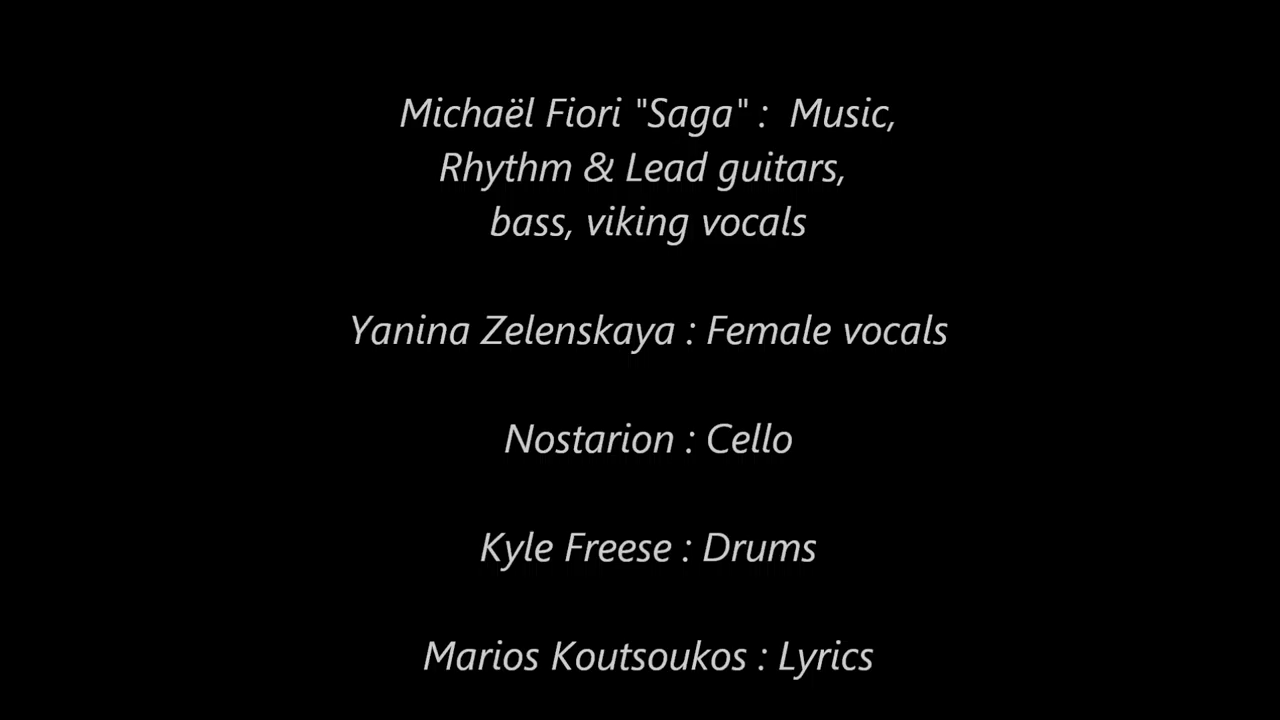 Michaël Fiori "Saga" :  Music,
Rhythm & Lead guitars,
bass, viking vocals
Yanina Zelenskaya : Female vocals
Nostarion : Cello
Kyle Freese : Drums
Marios Koutsoukos : Lyrics